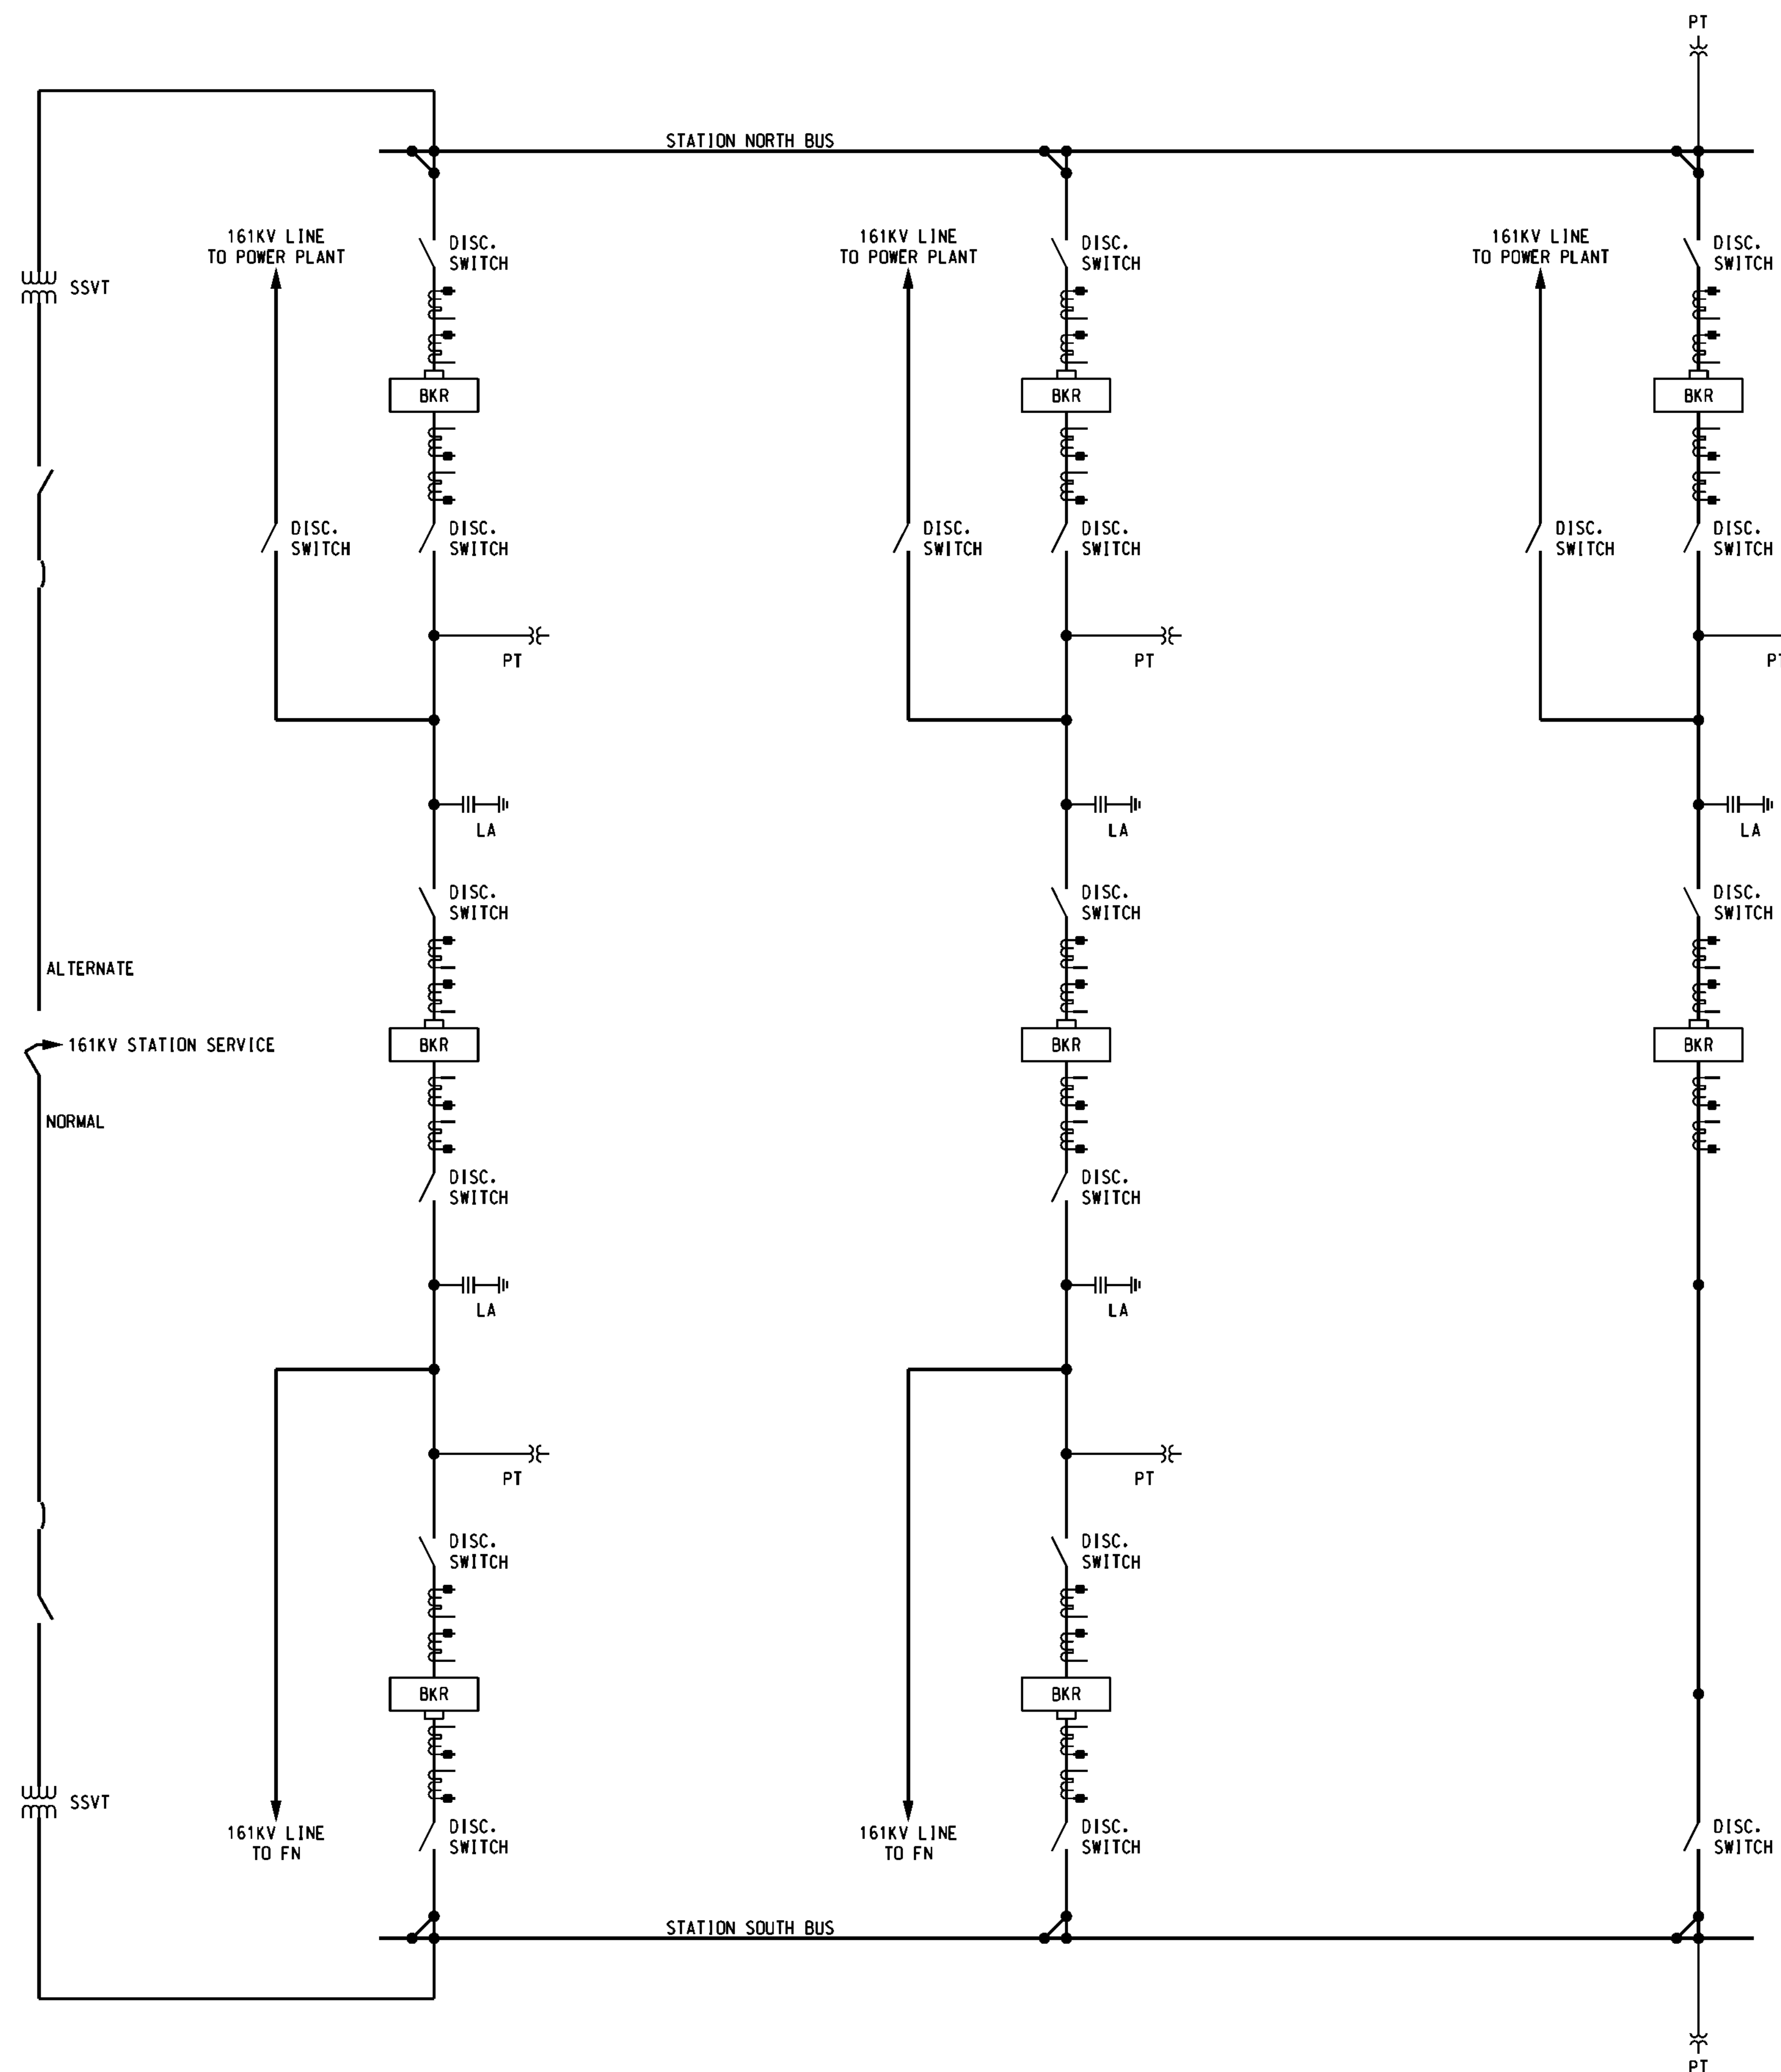 PT
STATION NORTH BUS
161KV LINE
TO POWER PLANT
DISC.
SWITCH
161KV LINE
TO POWER PLANT
DISC.
SWITCH
161KV LINE
TO POWER PLANT
DISC.
SWITCH
SSVT
BKR
BKR
BKR
DISC.
SWITCH
DISC.
SWITCH
DISC.
SWITCH
DISC.
SWITCH
DISC.
SWITCH
DISC.
SWITCH
PT
PT
PT
LA
LA
LA
DISC.
SWITCH
DISC.
SWITCH
DISC.
SWITCH
ALTERNATE
161KV STATION SERVICE
BKR
BKR
BKR
NORMAL
DISC.
SWITCH
DISC.
SWITCH
LA
LA
PT
PT
DISC.
SWITCH
DISC.
SWITCH
BKR
BKR
SSVT
161KV LINE
TO FN
DISC.
SWITCH
161KV LINE
TO FN
DISC.
SWITCH
DISC.
SWITCH
STATION SOUTH BUS
PT